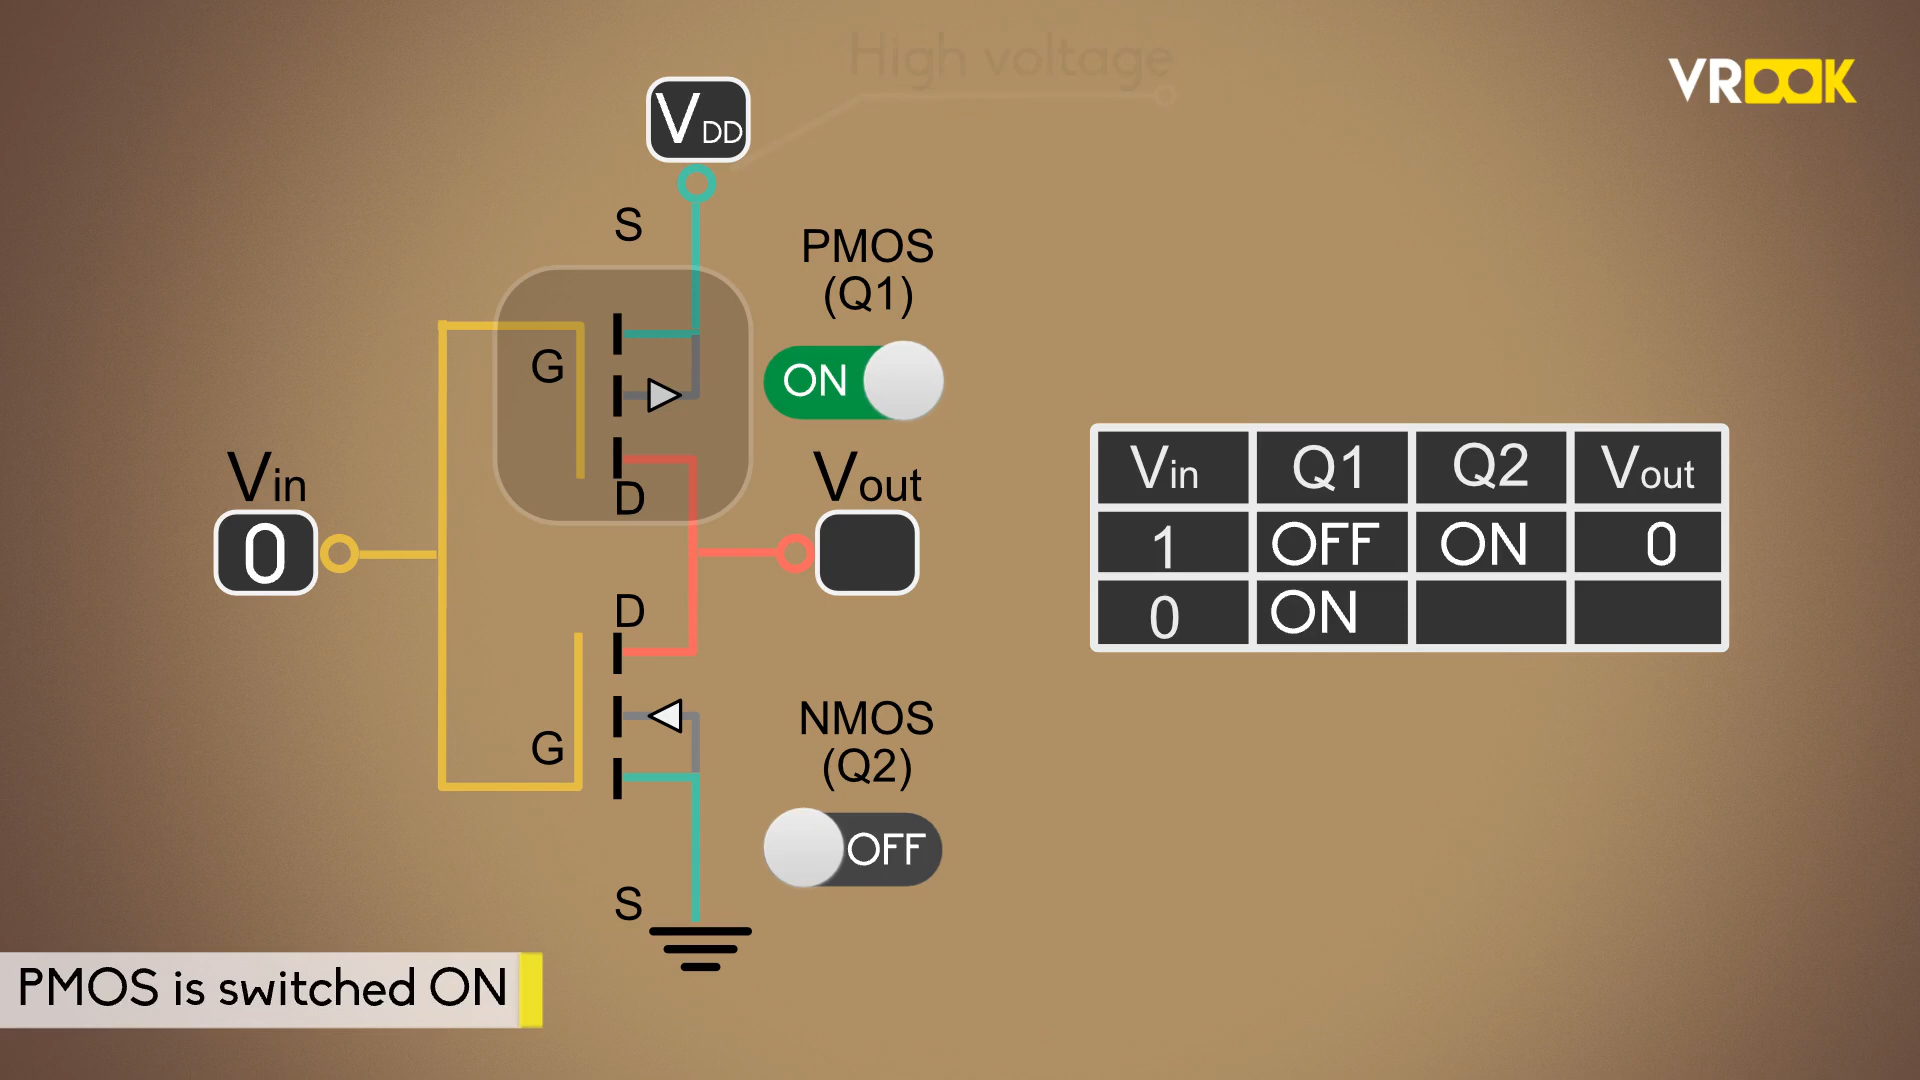 High voltage
VROOK
VDD
S
PMOS
(Q1)
G
ON
D
Vin
0
Vout
D
G
NMOS
(Q2)
OFF
S
Vin Q1 Q2 Vout
1 OFF ON 0
0 ON
PMOS is switched ON